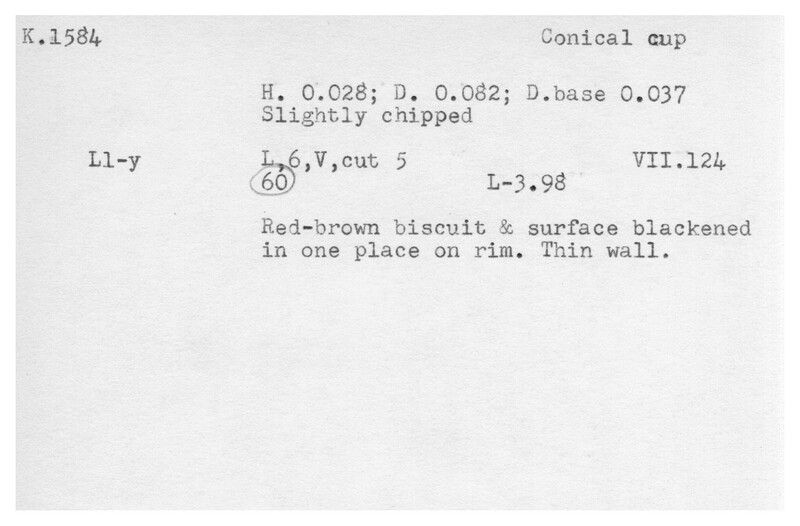 K.1584 Conical cup
H. 0.028; D. 0.082; D.base 0.037
Slightly chipped
Ll-y L,6,V,cut 5 VII.124
60 L-3.98
Red-brown biscuit & surface blackened
in one place on rim. Thin wall.